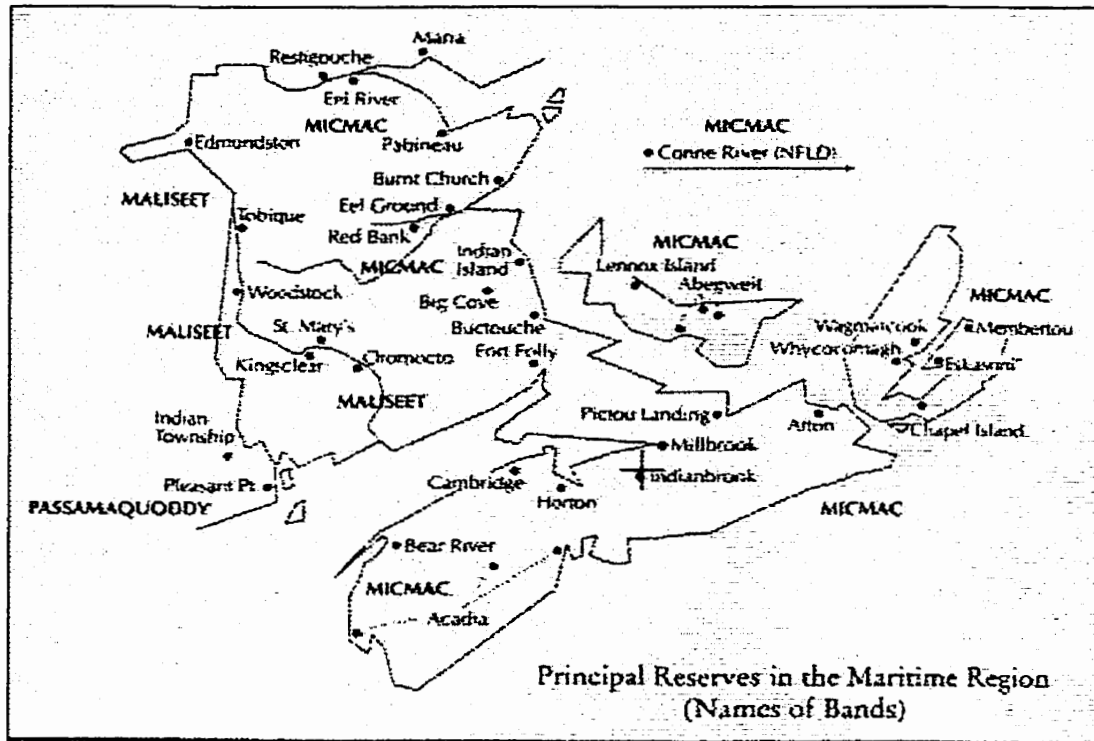 Maria
Restigouche
Eel River
MICMAC
Pabineau
Edmundston
MICMAC
Conne River (NFLD)
Burnt Church
MALISEET
Eel Ground
Tobique
Red Bank
Indian
Island
MICMAC
MICMAC
Lennox Island
Abegweit
Woodstock
Big Cove
MICMAC
MALISEET
St. Mary's
Buctouche
Wagmatcook
Membertou
Kingsclear
Oromocto
Fort Folly
Whycocomagh
Eskasoni
MALISEET
Indian
Township
Pictou Landing
Afton
Chapel Island
Millbrook
Pleasant Pt.
Cambridge
Indianbrook
PASSAMAQUODDY
Horton
MICMAC
Bear River
MICMAC
Acadia
Principal Reserves in the Maritime Region
(Names of Bands)